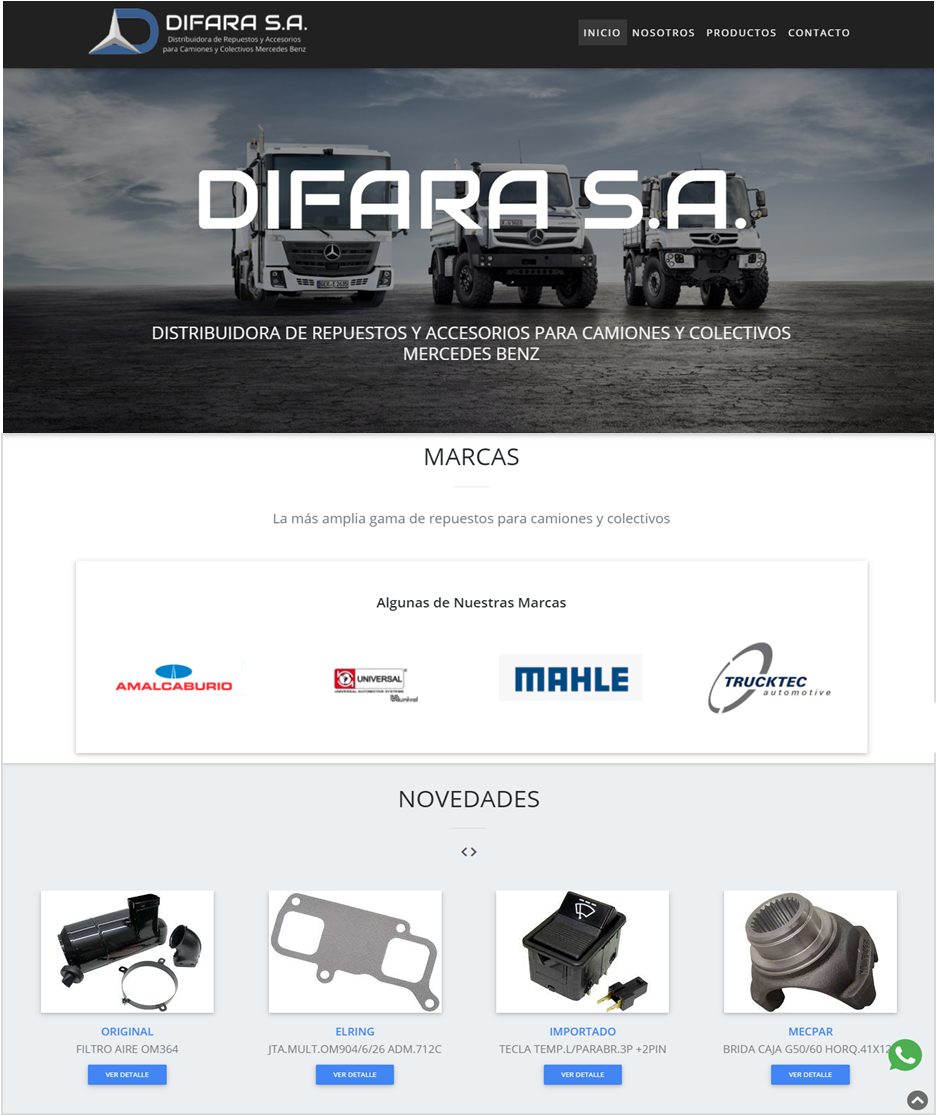 DIFARA S.A.
Distribuidora de Repuestos y Accesorios
para Camiones y Colectivos Mercedes Benz
INICIO NOSOTROS PRODUCTOS CONTACTO
DIFARA S.A.
DISTRIBUIDORA DE REPUESTOS Y ACCESORIOS PARA CAMIONES Y COLECTIVOS
MERCEDES BENZ
MARCAS
La más amplia gama de repuestos para camiones y colectivos
Algunas de Nuestras Marcas
AMALCABURIO
UNIVERSAL
UNIVERSAL AUTOMOTIVE SYSTEMS
MAHLE
TRUCKTEC
automotive
NOVEDADES
< >
ORIGINAL
FILTRO AIRE OM364
VER DETALLE
ELRING
JTA.MULT.OM904/6/26 ADM.712C
VER DETALLE
IMPORTADO
TECLA TEMP.L/PARABR.3P +2PIN
VER DETALLE
MECPAR
BRIDA CAJA G50/60 HORQ.41X12
VER DETALLE